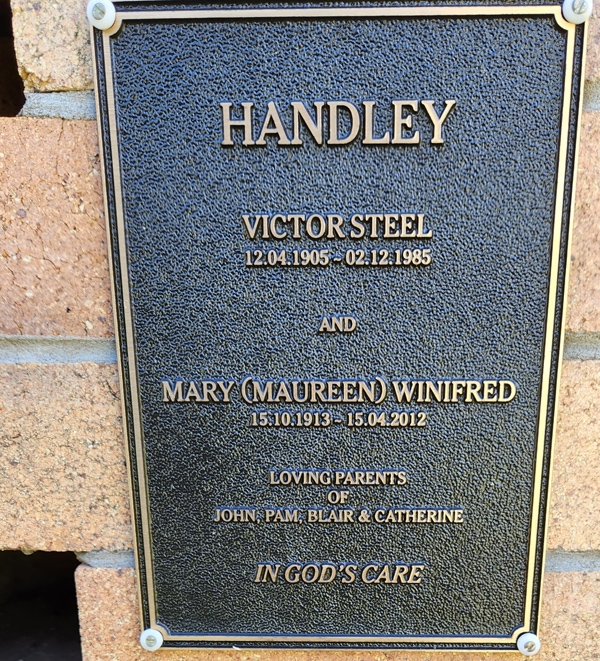 HANDLEY
VICTOR STEEL
12.04.1905 - 02.12.1985
AND
MARY (MAUREEN) WINIFRED
15.10.1913 - 15.04.2012
LOVING PARENTS
OF
JOHN, PAM, BLAIR & CATHERINE
IN GOD'S CARE